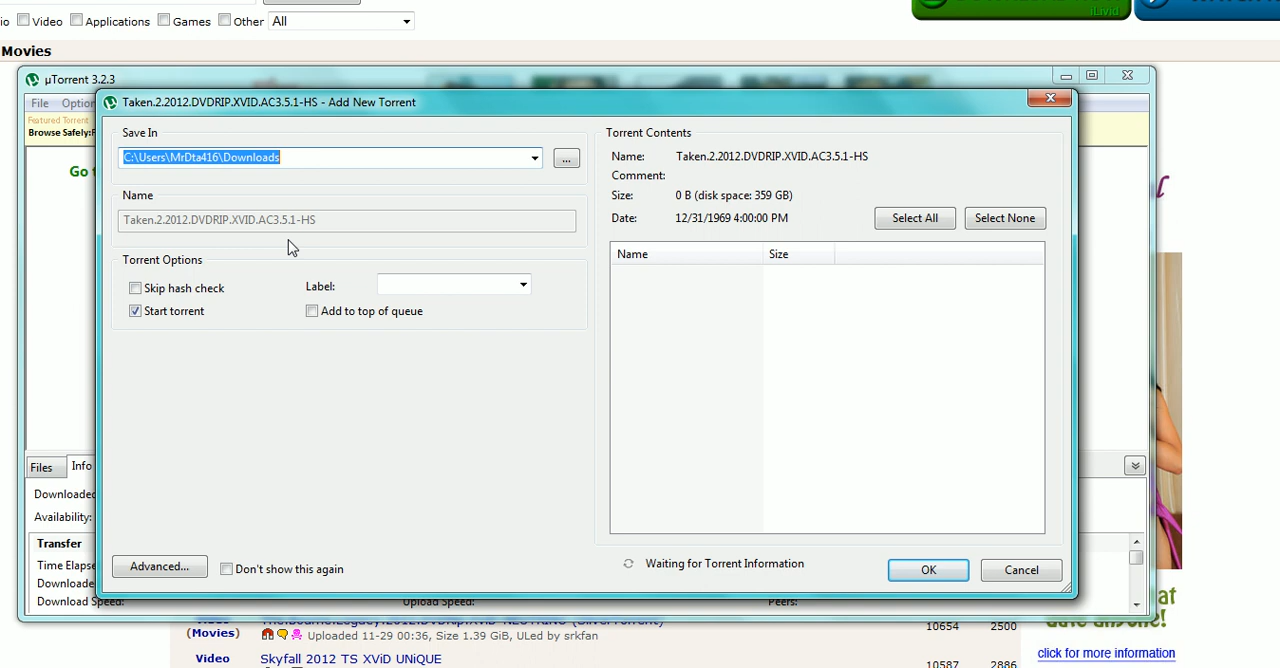 io Video Applications Games Other All
iLivid
Movies
µTorrent 3.2.3
File Option
Featured Torrent
Browse Safely:F
Go t
Taken.2.2012.DVDRIP.XVID.AC3.5.1-HS - Add New Torrent
Save In
C:\Users\MrDta416\Downloads
...
Name
Taken.2.2012.DVDRIP.XVID.AC3.5.1-HS
Torrent Options
Skip hash check
Label:
Start torrent
Add to top of queue
Advanced...
Don't show this again
Torrent Contents
Name: Taken.2.2012.DVDRIP.XVID.AC3.5.1-HS
Comment:
Size: 0 B (disk space: 359 GB)
Date: 12/31/1969 4:00:00 PM
Select All
Select None
Name Size
Waiting for Torrent Information
OK
Cancel
Files Info
Downloaded
Availability:
Transfer
Time Elapse
Downloade
Download Speed: Upload Speed: Peers:
(Movies) Uploaded 11-29 00:36, Size 1.39 GiB, ULed by srkfan 10654 2500
Video Skyfall 2012 TS XViD UNiQUE 10587 2886
at
date anyone!
click for more information